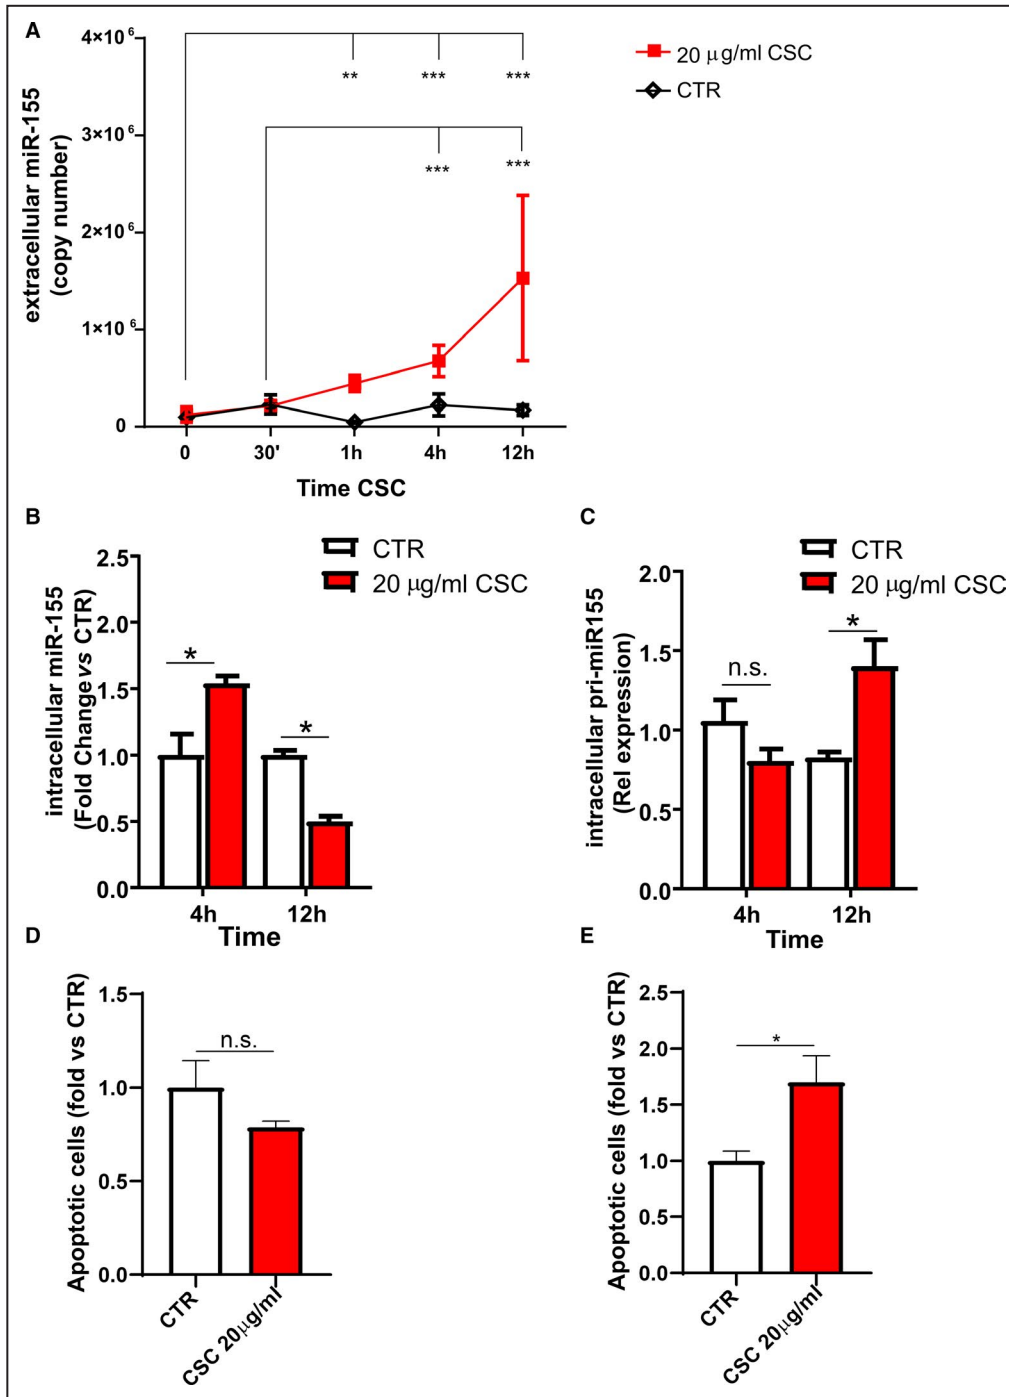 A
4×10⁶
3×10⁶
2×10⁶
1×10⁶
0
extracellular miR-155
(copy number)
** *** ***
*** ***
20 μg/ml CSC
CTR
0 30' 1h 4h 12h
Time CSC
B
CTR
20 μg/ml CSC
2.5
2.0
1.5
1.0
0.5
0.0
intracellular miR-155
(Fold Change vs CTR)
* *
4h 12h
Time
C
CTR
20 μg/ml CSC
2.0
1.5
1.0
0.5
0.0
intracellular pri-miR155
(Rel expression)
n.s. *
4h 12h
Time
D
1.5
1.0
0.5
0.0
Apoptotic cells (fold vs CTR)
n.s.
CTR
CSC 20μg/ml
E
2.5
2.0
1.5
1.0
0.5
0.0
Apoptotic cells (fold vs CTR)
*
CTR
CSC 20μg/ml